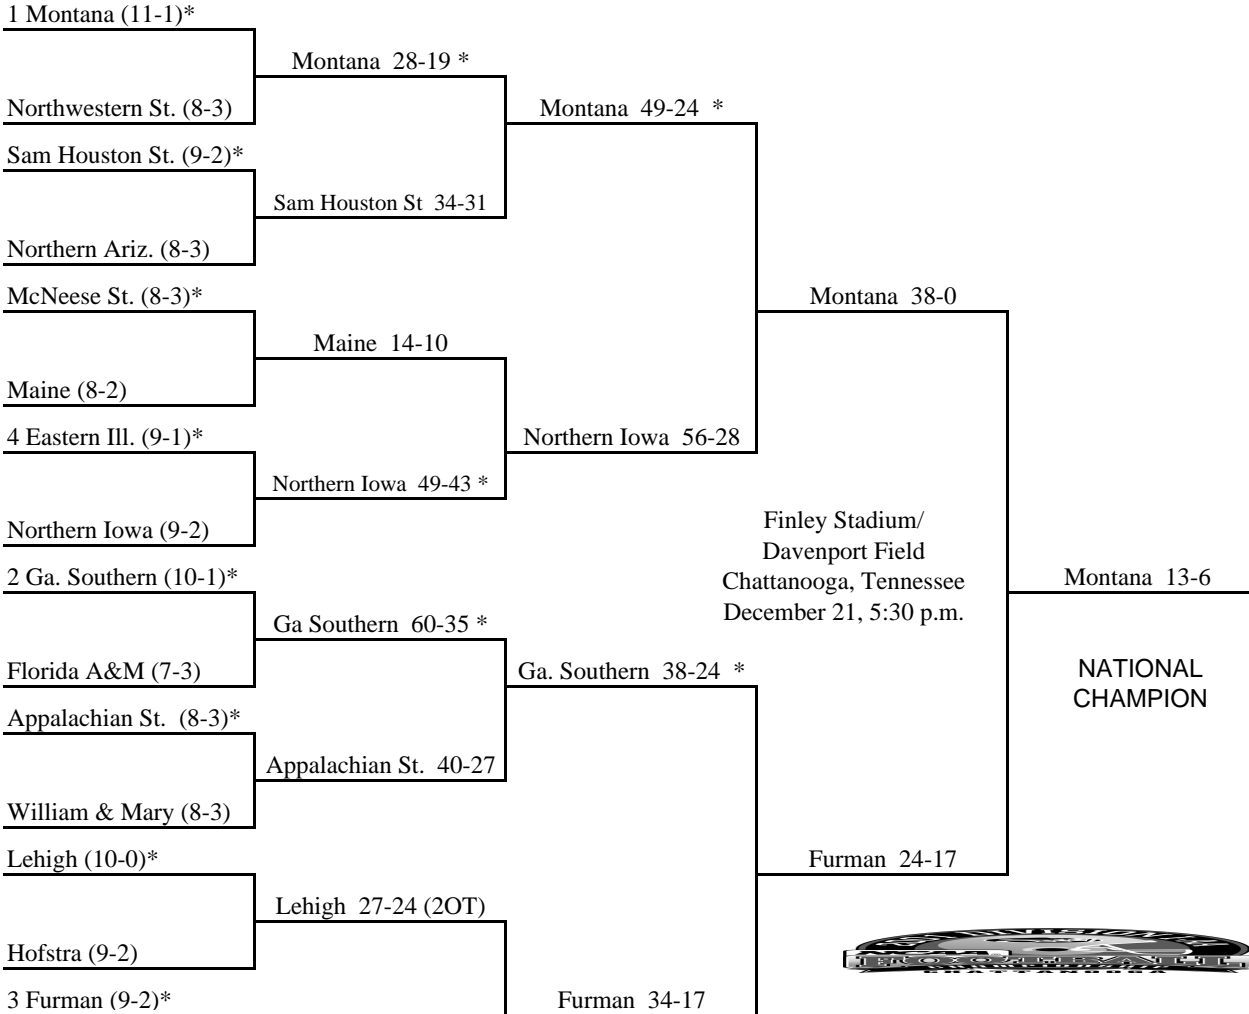 1 Montana (11-1)*
Montana 28-19 *
Northwestern St. (8-3)
Montana 49-24 *
Sam Houston St. (9-2)*
Sam Houston St 34-31
Northern Ariz. (8-3)
McNeese St. (8-3)*
Montana 38-0
Maine 14-10
Maine (8-2)
4 Eastern Ill. (9-1)*
Northern Iowa 56-28
Northern Iowa 49-43 *
Northern Iowa (9-2)
Finley Stadium/
Davenport Field
Chattanooga, Tennessee
December 21, 5:30 p.m.
2 Ga. Southern (10-1)*
Montana 13-6
NATIONAL
CHAMPION
Ga Southern 60-35 *
Florida A&M (7-3)
Ga. Southern 38-24 *
Appalachian St. (8-3)*
Appalachian St. 40-27
William & Mary (8-3)
Lehigh (10-0)*
Furman 24-17
Lehigh 27-24 (2OT)
Hofstra (9-2)
3 Furman (9-2)*
Furman 34-17
FOOTBALL
CHATTANOOGA